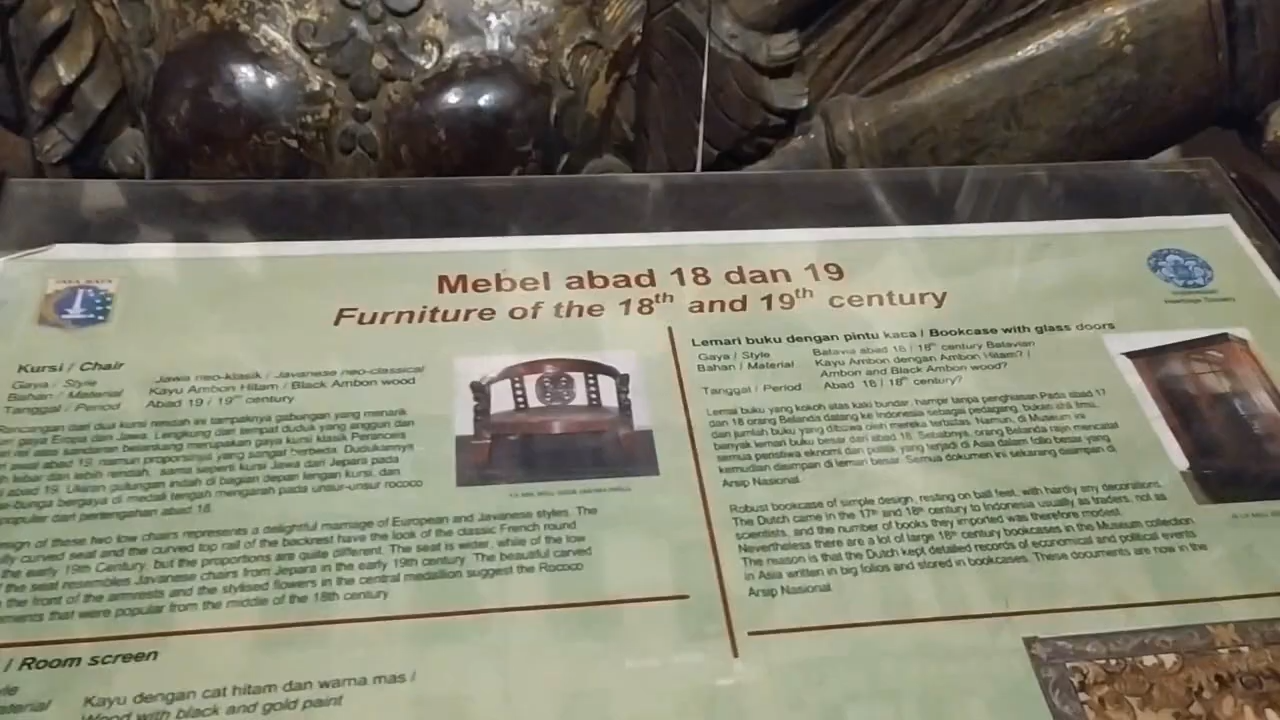 JAYA RAYA
Mebel abad 18 dan 19
Furniture of the 18th and 19th century
Heritage Society
Kursi / Chair
Gaya / Style Jawa neo-klasik / Javanese neo-classical
Bahan / Material Kayu Ambon Hitam / Black Ambon wood
Tanggal / Period Abad 19 / 19th century
dari dua kursi rendah ini tampaknya gabungan yang menarik
gaya Eropa dan Jawa. Lengkung dari tempat duduk yang anggun dan
sandaran belakang merupakan gaya kursi klasik Perancis
awal abad 19, namun proporsinya yang sangat berbeda. Dudukannya
lebar dan lebih rendah, sama seperti kursi Jawa dari Jepara pada
abad 19. Ukiran gulungan indah di bagian depan lengan kursi, dan
bunga-bunga bergaya di medali tengah mengarah pada unsur-unsur rococo
populer dari pertengahan abad 18.
sign of these two low chairs represents a delightful marriage of European and Javanese styles. The
curved seat and the curved top rail of the backrest have the look of the classic French round
the early 19th Century, but the proportions are quite different. The seat is wider, while of the low
the seat resembles Javanese chairs from Jepara in the early 19th century. The beautiful carved
the front of the armrests and the stylised flowers in the central medallion suggest the Rococo
ments that were popular from the middle of the 18th century
Lemari buku dengan pintu kaca / Bookcase with glass doors
Gaya / Style Batavia abad 18 / 18th century Batavian
Bahan / Material Kayu Ambon dengan Ambon Hitam? /
Ambon and Black Ambon wood?
Tanggal / Period Abad 18 / 18th century?
Lemai buku yang kokoh atas kaki bundar, hampir tanpa penghiasan Pada abad 17
dan 18 orang Belanda datang ke Indonesia sebagai pedagang, bukan ahli ilmu,
dan jumlah buku yang dibawa oleh mereka terbatas. Namun, di Museum ini
banyak lemari buku besar dari abad 18. Sebabnya, orang Belanda rajin mencatat
semua peristiwa eknomi dan politik yang terjadi di Asia dalam folio besar yang
kemudian disimpan di lemari besar. Semua dokumen ini sekarang disimpan di
Arsip Nasional.
Robust bookcase of simple design, resting on ball feet, with hardly any decorations.
The Dutch came in the 17th and 18th century to Indonesia usually as traders, not as
scientists, and the number of books they imported was therefore modest.
Nevertheless there are a lot of large 18th century bookcases in the Museum collection.
The reason is that the Dutch kept detailed records of economical and political events
in Asia written in big folios and stored in bookcases. These documents are now in the
Arsip Nasional.
/ Room screen
Kayu dengan cat hitam dan warna mas /
Wood with black and gold paint